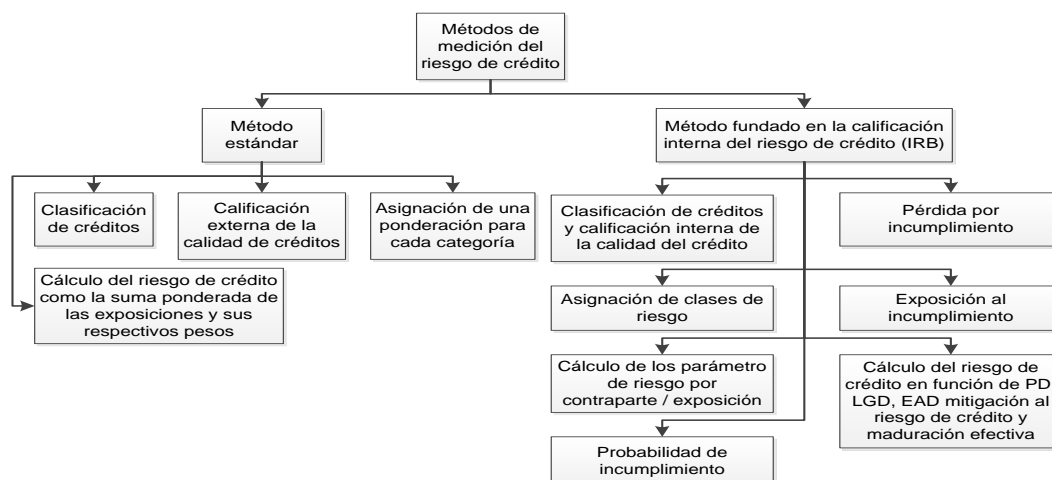 Métodos de
medición del
riesgo de crédito
Método
estándar
Método fundado en la calificación
interna del riesgo de crédito (IRB)
Clasificación
de créditos
Calificación
externa de la
calidad de créditos
Asignación de una
ponderación para
cada categoría
Cálculo del riesgo de crédito
como la suma ponderada de
las exposiciones y sus
respectivos pesos
Clasificación de créditos
y calificación interna de
la calidad del crédito
Pérdida por
incumplimiento
Asignación de clases de
riesgo
Exposición al
incumplimiento
Cálculo de los parámetro
de riesgo por
contraparte / exposición
Cálculo del riesgo de
crédito en función de PD
LGD, EAD mitigación al
riesgo de crédito y
maduración efectiva
Probabilidad de
incumplimiento